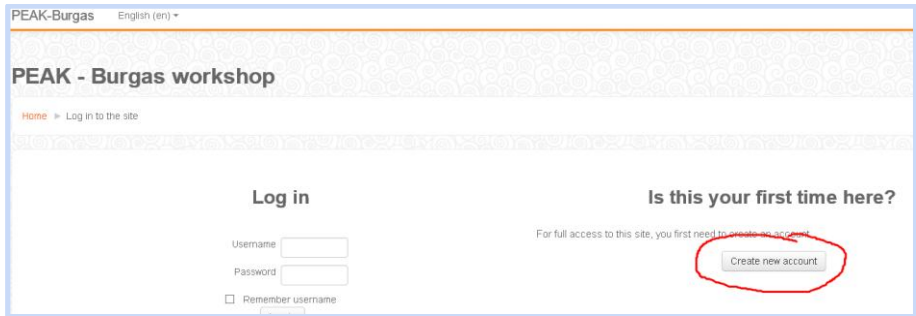 PEAK-Burgas English (en)
PEAK - Burgas workshop
Home Log in to the site
Log in
Username
Password
Remember username
Is this your first time here?
For full access to this site, you first need to create an account
Create new account